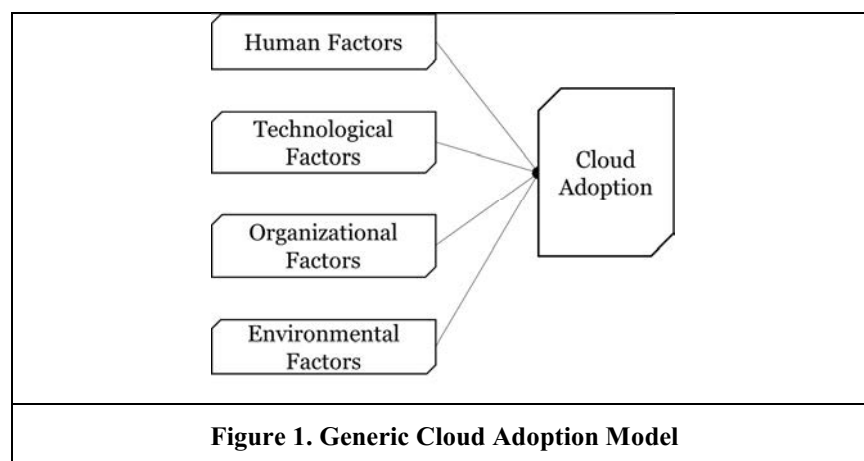 Human Factors
Technological
Factors
Organizational
Factors
Environmental
Factors
Cloud
Adoption
Figure 1. Generic Cloud Adoption Model